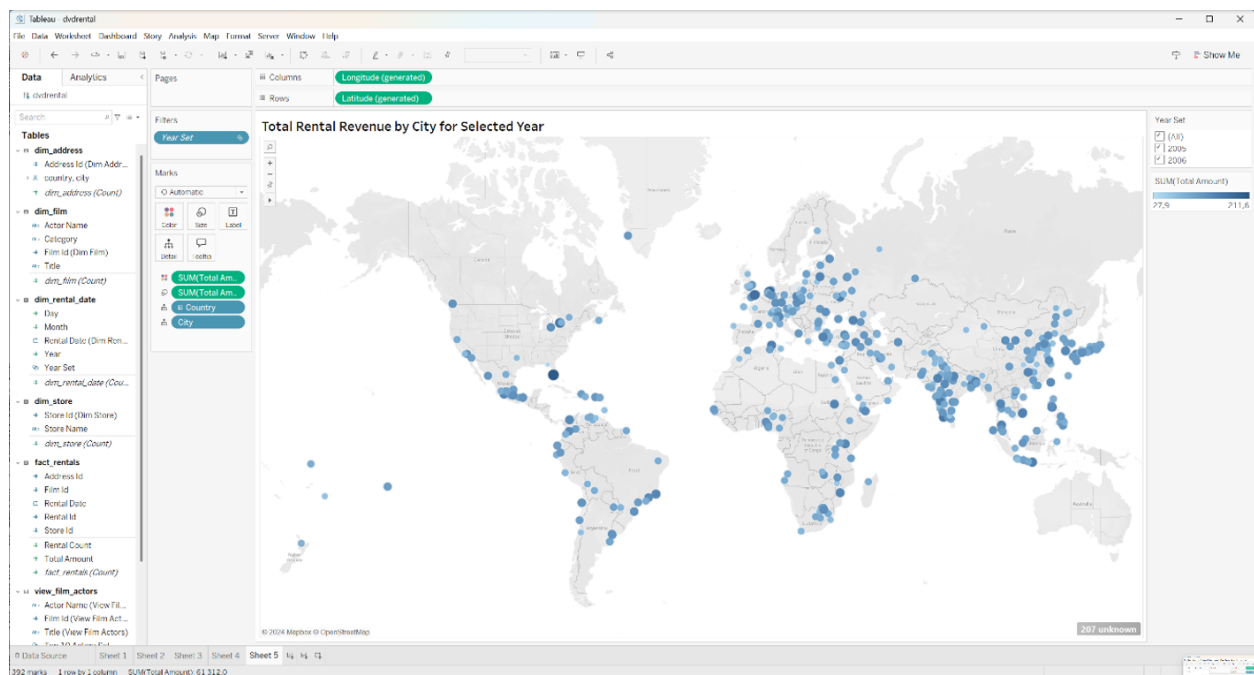 Tableau - dvdrental
File Data Worksheet Dashboard Story Analysis Map Format Server Window Help
Show Me
Data Analytics
dvdrental
Search
Tables
dim_address
Address Id (Dim Addr...
country, city
dim_address (Count)
dim_film
Actor Name
Category
Film Id (Dim Film)
Title
dim_film (Count)
dim_rental_date
Day
Month
Rental Date (Dim Ren...
Year
Year Set
dim_rental_date (Cou...
dim_store
Store Id (Dim Store)
Store Name
dim_store (Count)
fact_rentals
Address Id
Film Id
Rental Date
Rental Id
Store Id
Rental Count
Total Amount
fact_rentals (Count)
view_film_actors
Actor Name (View Fil...
Film Id (View Film Act...
Title (View Film Actors)
Pages
Filters
Year Set
Marks
Automatic
Color Size Label
Detail Tooltip
SUM(Total Am..
SUM(Total Am..
Country
City
Columns Longitude (generated)
Rows Latitude (generated)
Total Rental Revenue by City for Selected Year
Canada
Brazil
Argentina
Algeria
Australia
© 2024 Mapbox © OpenStreetMap
207 unknown
Year Set
(All)
2005
2006
SUM(Total Amount)
27,9 211,6
Data Source Sheet 1 Sheet 2 Sheet 3 Sheet 4 Sheet 5
392 marks 1 row by 1 column SUM(Total Amount): 61 312,0